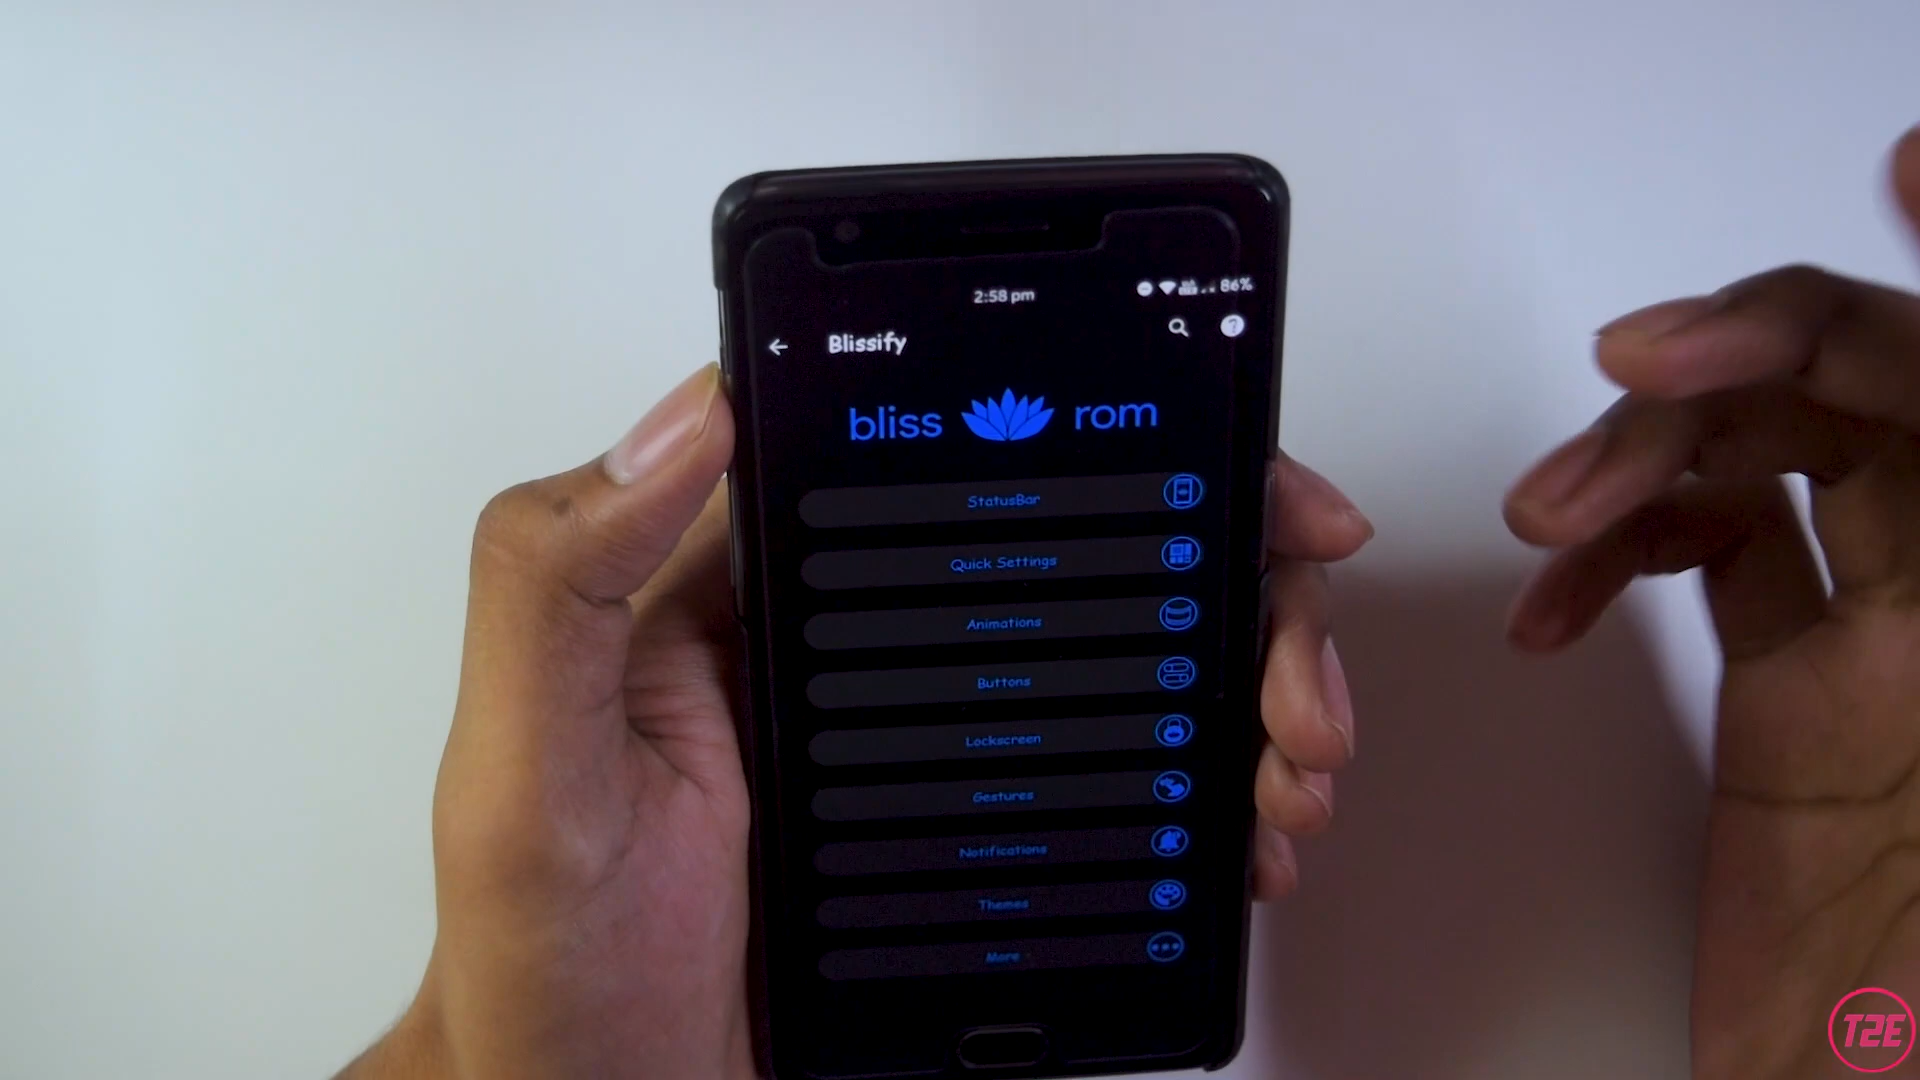 2:58 pm
86%
Blissify
bliss rom
StatusBar
Quick Settings
Animations
Buttons
Lockscreen
Gestures
Notifications
Themes
More
T2E